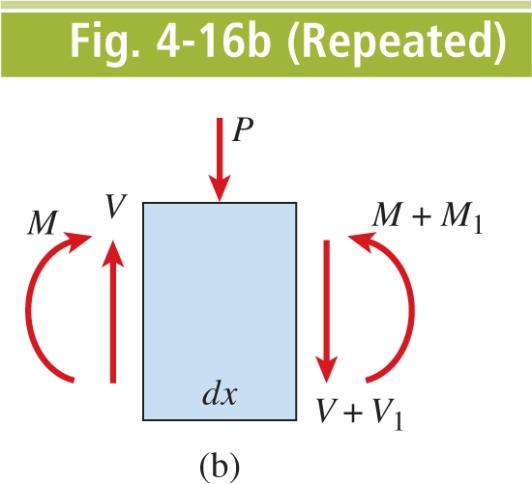 Fig. 4-16b (Repeated)
P
V
M
M + M₁
dx
V + V₁
(b)